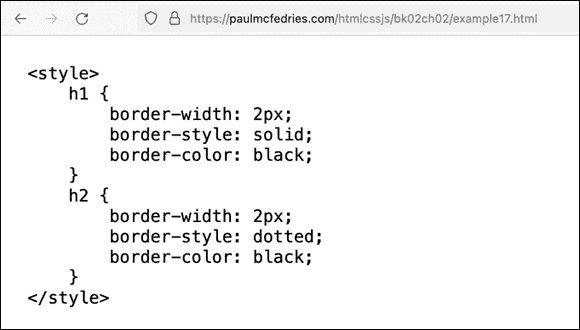 https://paulmcfedries.com/htmlcssjs/bk02ch02/example17.html
<style>
    h1 {
        border-width: 2px;
        border-style: solid;
        border-color: black;
    }
    h2 {
        border-width: 2px;
        border-style: dotted;
        border-color: black;
    }
</style>